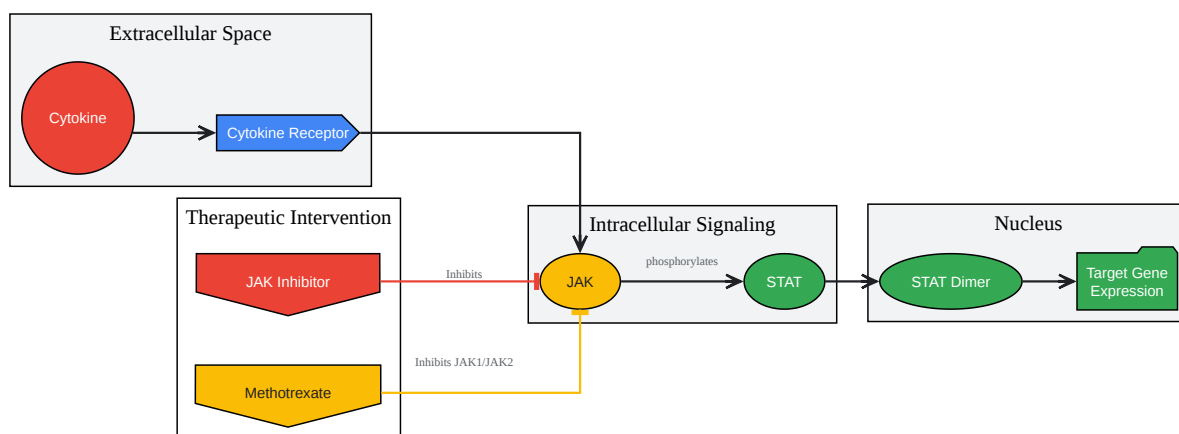 Extracellular Space
Cytokine
Cytokine Receptor
Therapeutic Intervention
JAK Inhibitor
Inhibits
Methotrexate
Inhibits JAK1/JAK2
Intracellular Signaling
JAK
phosphorylates
STAT
Nucleus
STAT Dimer
Target Gene
Expression